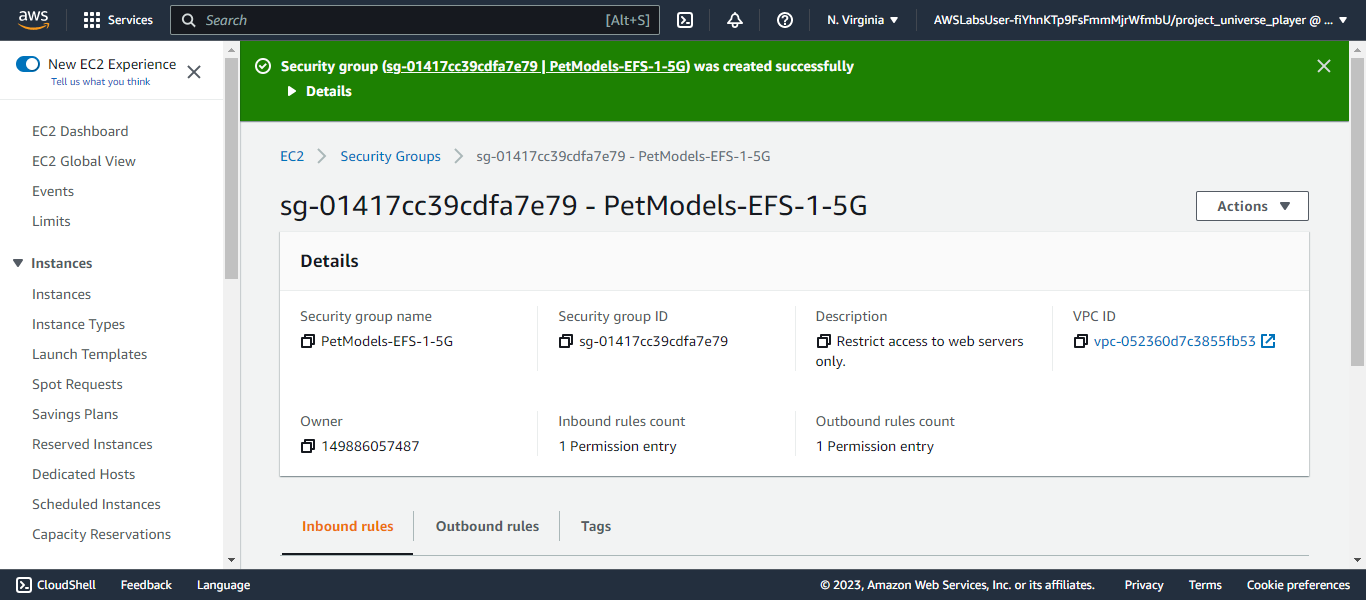 aws Services Search [Alt+S] N. Virginia AWSLabsUser-fiYhnKTp9FsFmmMjrWfmbU/project_universe_player @ ...
New EC2 Experience
Tell us what you think
EC2 Dashboard
EC2 Global View
Events
Limits
Instances
Instances
Instance Types
Launch Templates
Spot Requests
Savings Plans
Reserved Instances
Dedicated Hosts
Scheduled Instances
Capacity Reservations
Security group (sg-01417cc39cdfa7e79 | PetModels-EFS-1-5G) was created successfully
Details
EC2 Security Groups sg-01417cc39cdfa7e79 - PetModels-EFS-1-5G
sg-01417cc39cdfa7e79 - PetModels-EFS-1-5G
Actions
Details
Security group name
PetModels-EFS-1-5G
Security group ID
sg-01417cc39cdfa7e79
Description
Restrict access to web servers
only.
VPC ID
vpc-052360d7c3855fb53
Owner
149886057487
Inbound rules count
1 Permission entry
Outbound rules count
1 Permission entry
Inbound rules Outbound rules Tags
CloudShell Feedback Language © 2023, Amazon Web Services, Inc. or its affiliates. Privacy Terms Cookie preferences